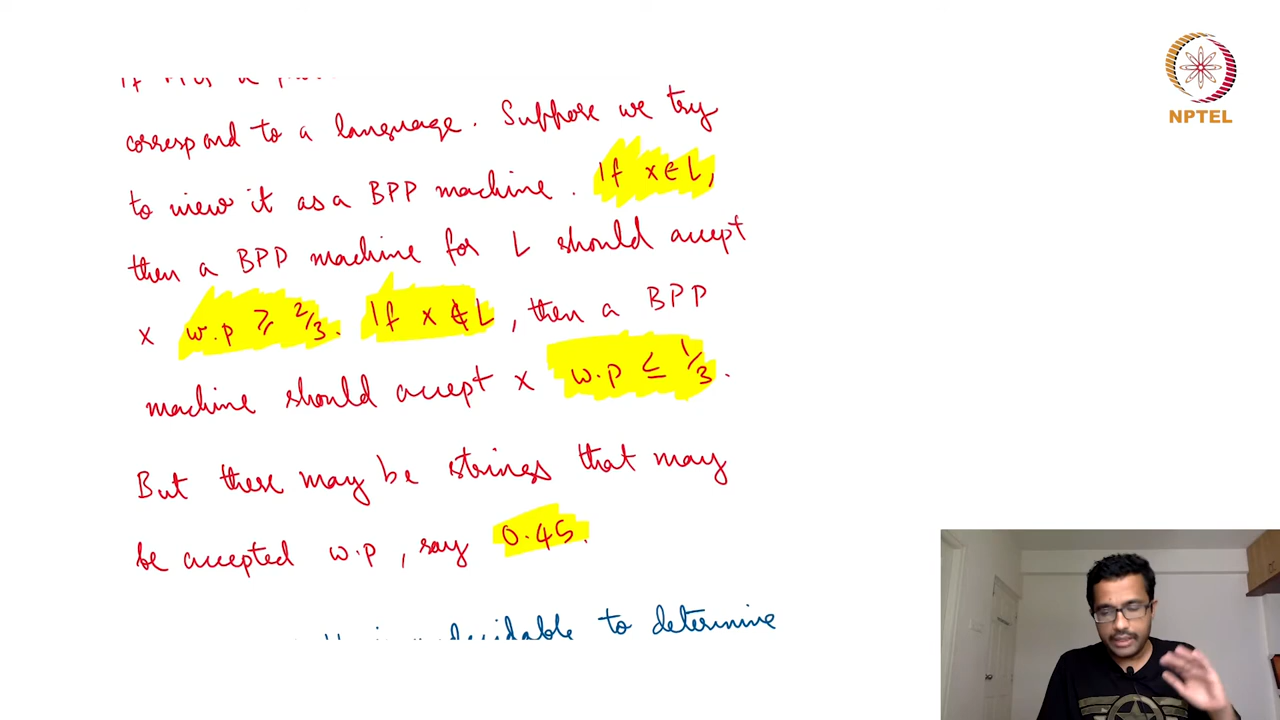 correspond to a language. Suppose we try
to view it as a BPP machine. If x ∈ L,
then a BPP machine for L should accept
x w.p ≥ 2/3. If x ∉ L, then a BPP
machine should accept x w.p ≤ 1/3.
But there may be strings that may
be accepted w.p, say 0.45.
to determine
NPTEL